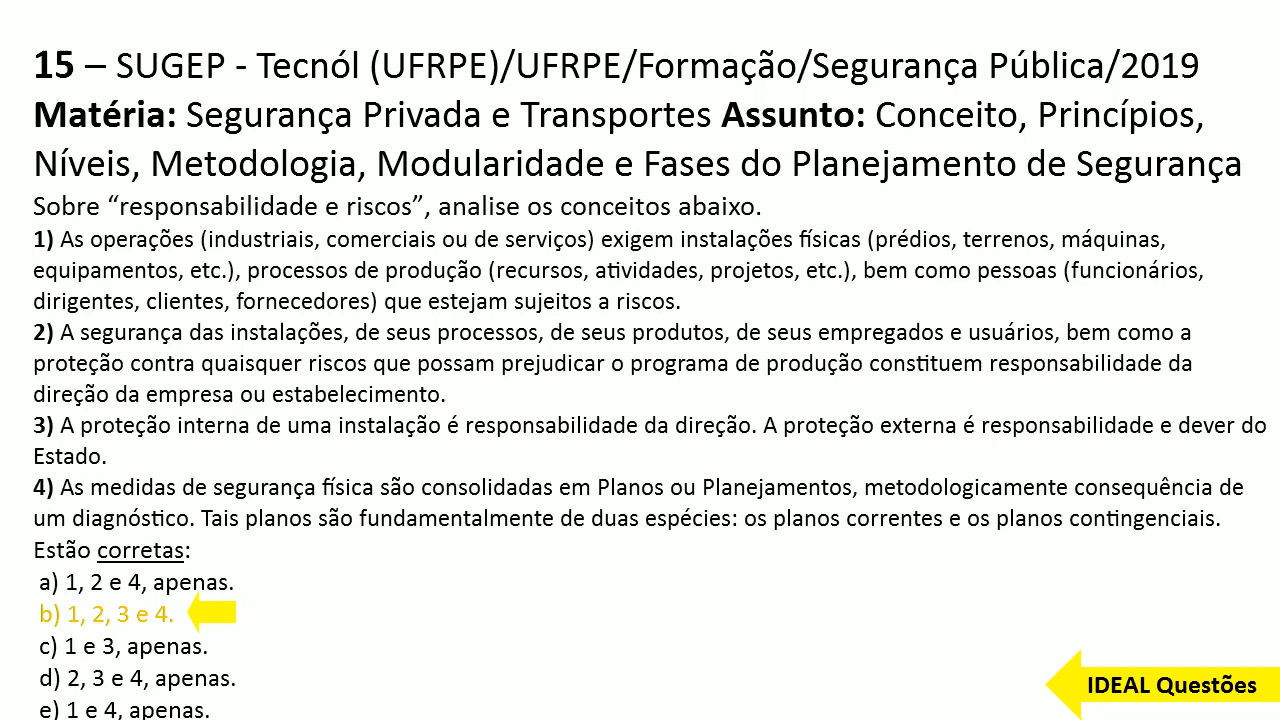 15 – SUGEP - Tecnól (UFRPE)/UFRPE/Formação/Segurança Pública/2019
Matéria: Segurança Privada e Transportes Assunto: Conceito, Princípios,
Níveis, Metodologia, Modularidade e Fases do Planejamento de Segurança
Sobre “responsabilidade e riscos”, analise os conceitos abaixo.
1) As operações (industriais, comerciais ou de serviços) exigem instalações físicas (prédios, terrenos, máquinas,
equipamentos, etc.), processos de produção (recursos, atividades, projetos, etc.), bem como pessoas (funcionários,
dirigentes, clientes, fornecedores) que estejam sujeitos a riscos.
2) A segurança das instalações, de seus processos, de seus produtos, de seus empregados e usuários, bem como a
proteção contra quaisquer riscos que possam prejudicar o programa de produção constituem responsabilidade da
direção da empresa ou estabelecimento.
3) A proteção interna de uma instalação é responsabilidade da direção. A proteção externa é responsabilidade e dever do
Estado.
4) As medidas de segurança física são consolidadas em Planos ou Planejamentos, metodologicamente consequência de
um diagnóstico. Tais planos são fundamentalmente de duas espécies: os planos correntes e os planos contingenciais.
Estão corretas:
a) 1, 2 e 4, apenas.
b) 1, 2, 3 e 4.
c) 1 e 3, apenas.
d) 2, 3 e 4, apenas.
e) 1 e 4, apenas.
IDEAL Questões